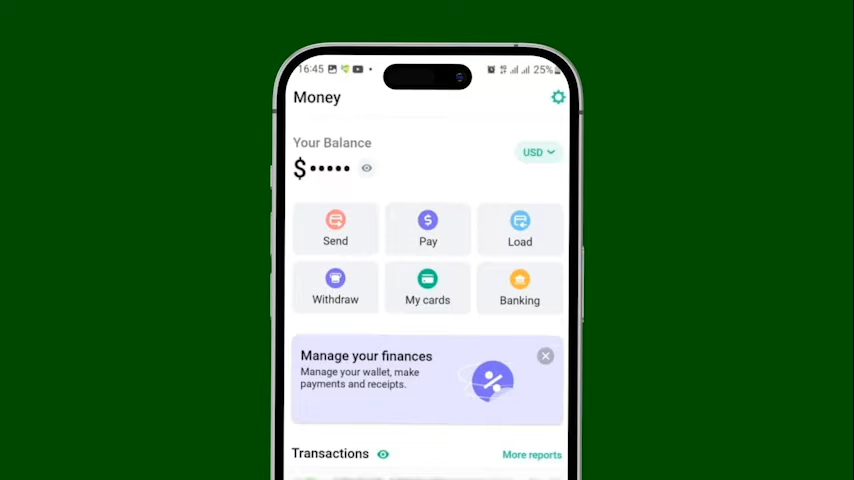 16:45 25%
Money
Your Balance
USD
$•••••
Send Pay Load
Withdraw My cards Banking
Manage your finances
Manage your wallet, make
payments and receipts.
Transactions More reports